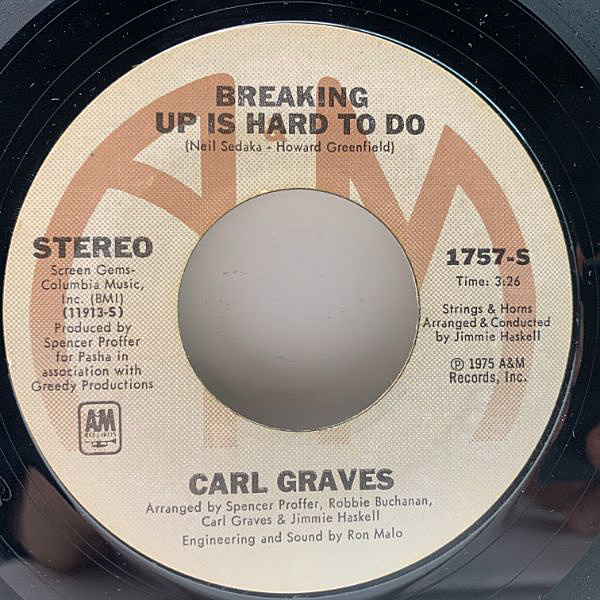 BREAKING
UP IS HARD TO DO
(Neil Sedaka - Howard Greenfield)
STEREO
Screen Gems-
Columbia Music,
Inc. (BMI)
(11913-S)
Produced by
Spencer Proffer
for Pasha in
association with
Greedy Productions
AM
RECORDS
1757-S
Time: 3:26
Strings & Horns
Arranged & Conducted
by Jimmie Haskell
℗ 1975 A&M
Records, Inc.
CARL GRAVES
Arranged by Spencer Proffer, Robbie Buchanan,
Carl Graves & Jimmie Haskell
Engineering and Sound by Ron Malo